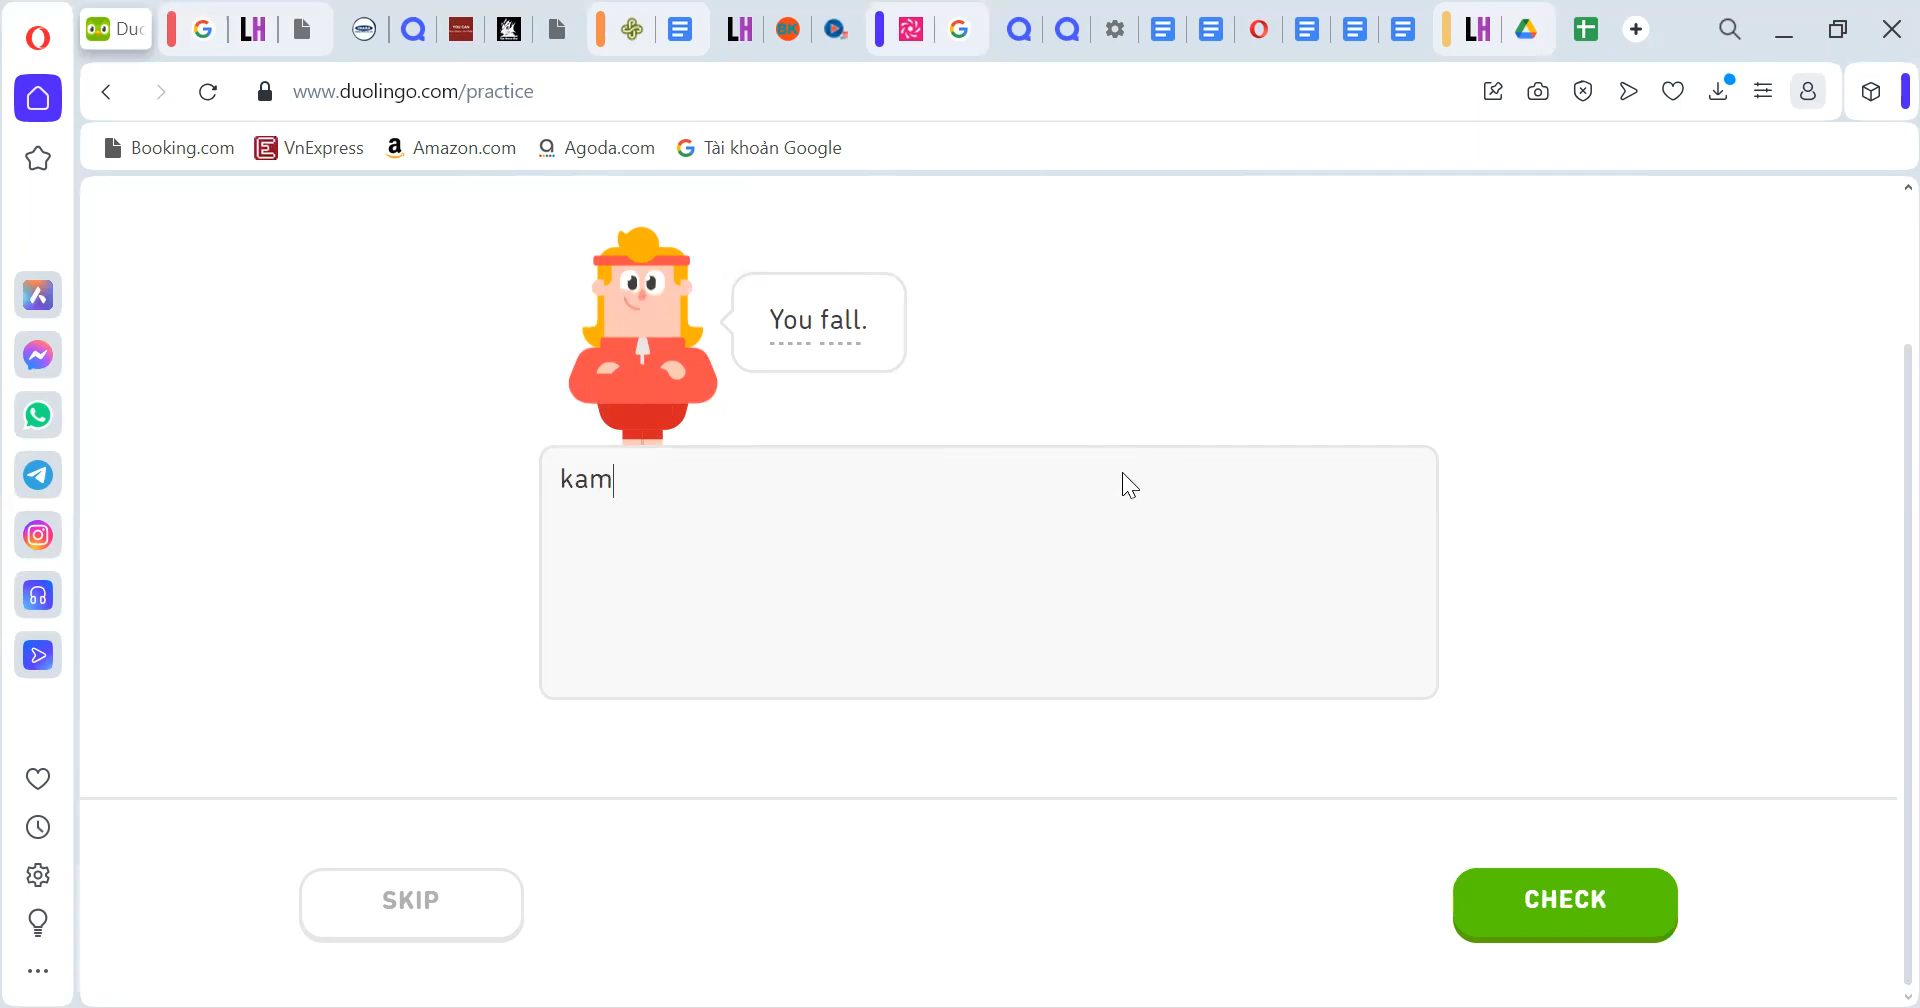 Duo
www.duolingo.com/practice
Booking.com
VnExpress
Amazon.com
Agoda.com
Tài khoản Google
You fall.
kam
SKIP
CHECK